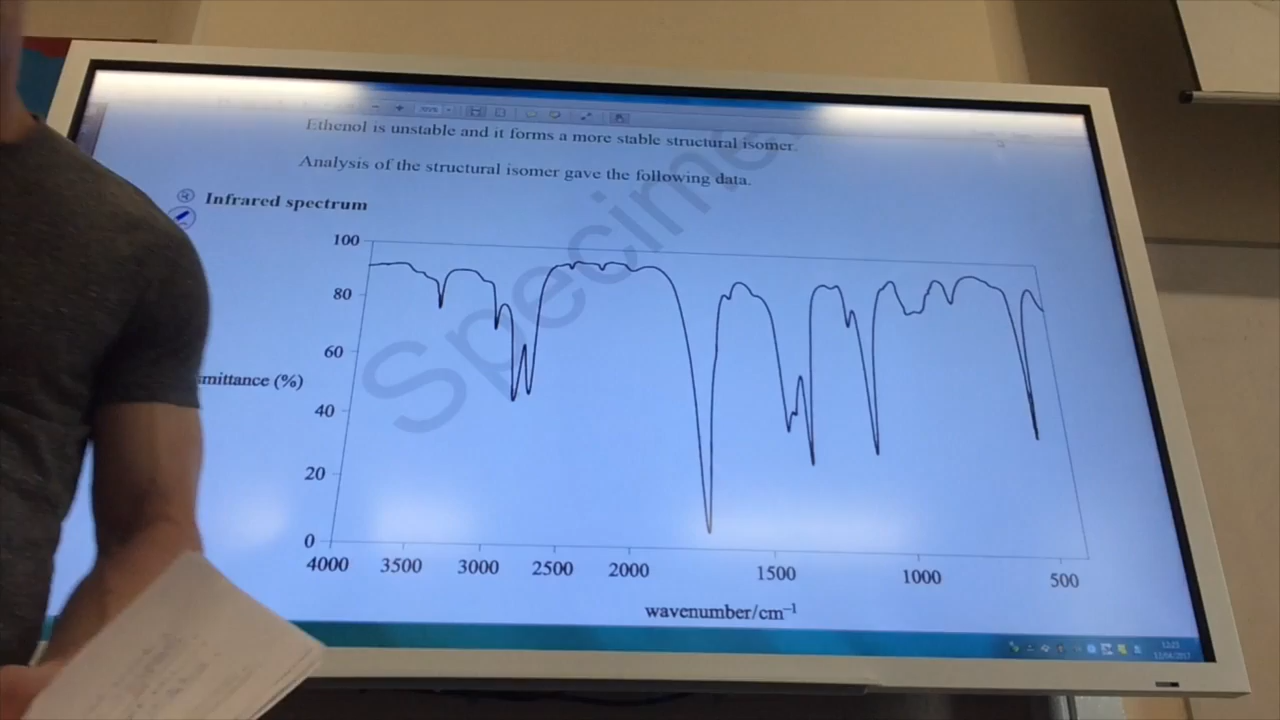 Ethenol is unstable and it forms a more stable structural isomer.
Analysis of the structural isomer gave the following data.
Infrared spectrum
Specime
100
80
60
mittance (%)
40
20
0
4000 3500 3000 2500 2000 1500 1000 500
wavenumber/cm⁻¹